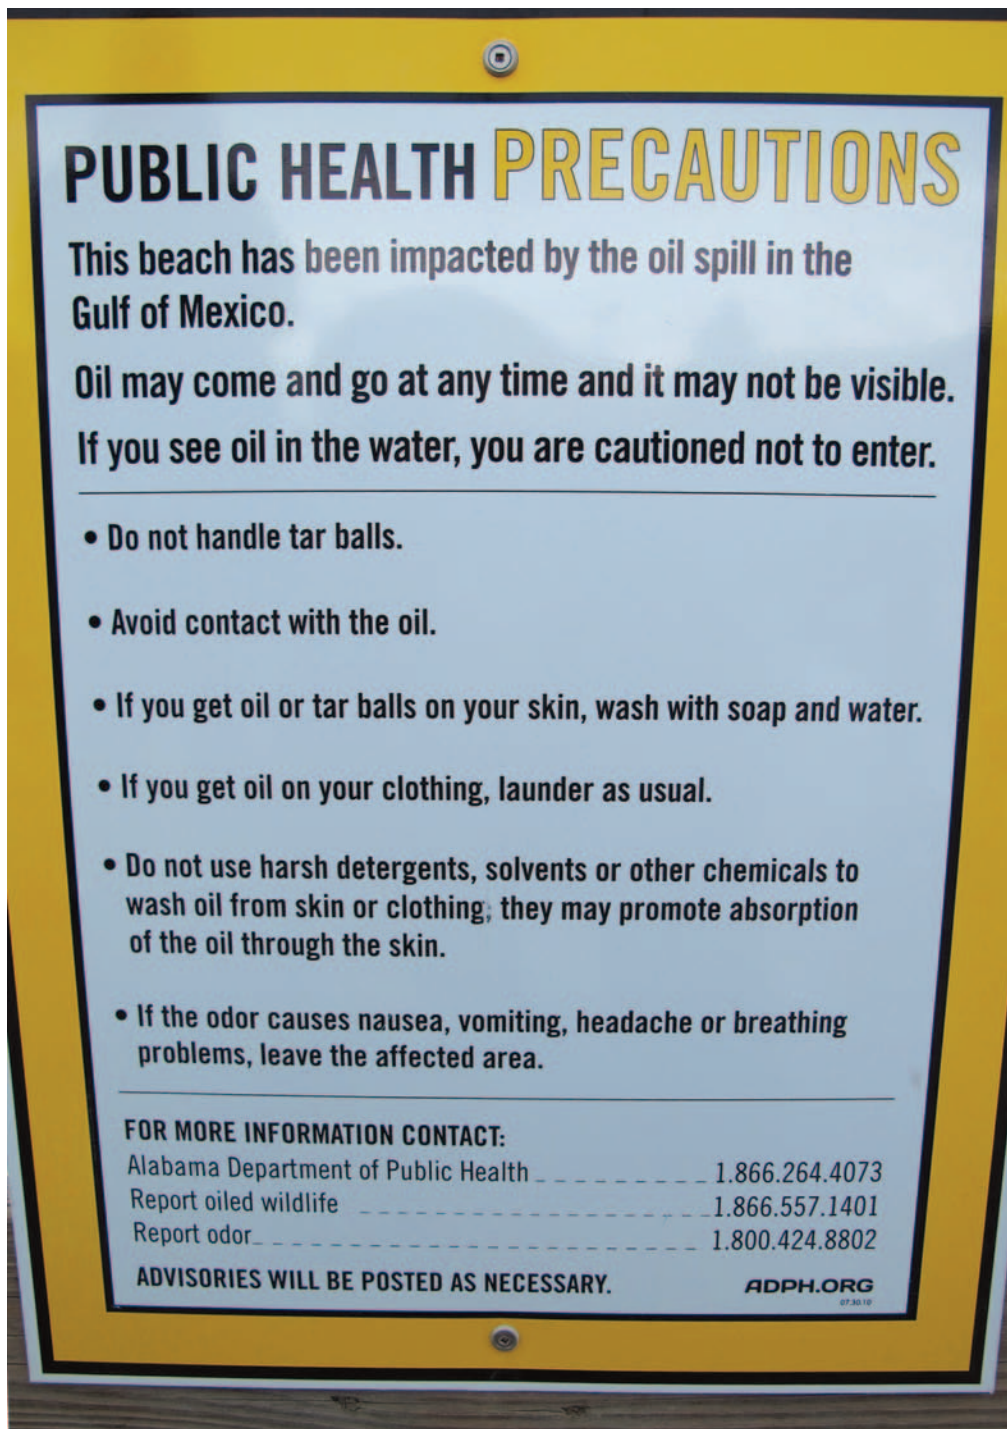 PUBLIC HEALTH PRECAUTIONS
This beach has been impacted by the oil spill in the
Gulf of Mexico.
Oil may come and go at any time and it may not be visible.
If you see oil in the water, you are cautioned not to enter.
• Do not handle tar balls.
• Avoid contact with the oil.
• If you get oil or tar balls on your skin, wash with soap and water.
• If you get oil on your clothing, launder as usual.
• Do not use harsh detergents, solvents or other chemicals to
wash oil from skin or clothing; they may promote absorption
of the oil through the skin.
• If the odor causes nausea, vomiting, headache or breathing
problems, leave the affected area.
FOR MORE INFORMATION CONTACT:
Alabama Department of Public Health _ _ _ _ _ _ _ _ _ 1.866.264.4073
Report oiled wildlife _ _ _ _ _ _ _ _ _ _ _ _ _ _ _ _ _ _ 1.866.557.1401
Report odor_ _ _ _ _ _ _ _ _ _ _ _ _ _ _ _ _ _ _ _ _ _ _ 1.800.424.8802
ADVISORIES WILL BE POSTED AS NECESSARY. ADPH.ORG
07.30.10